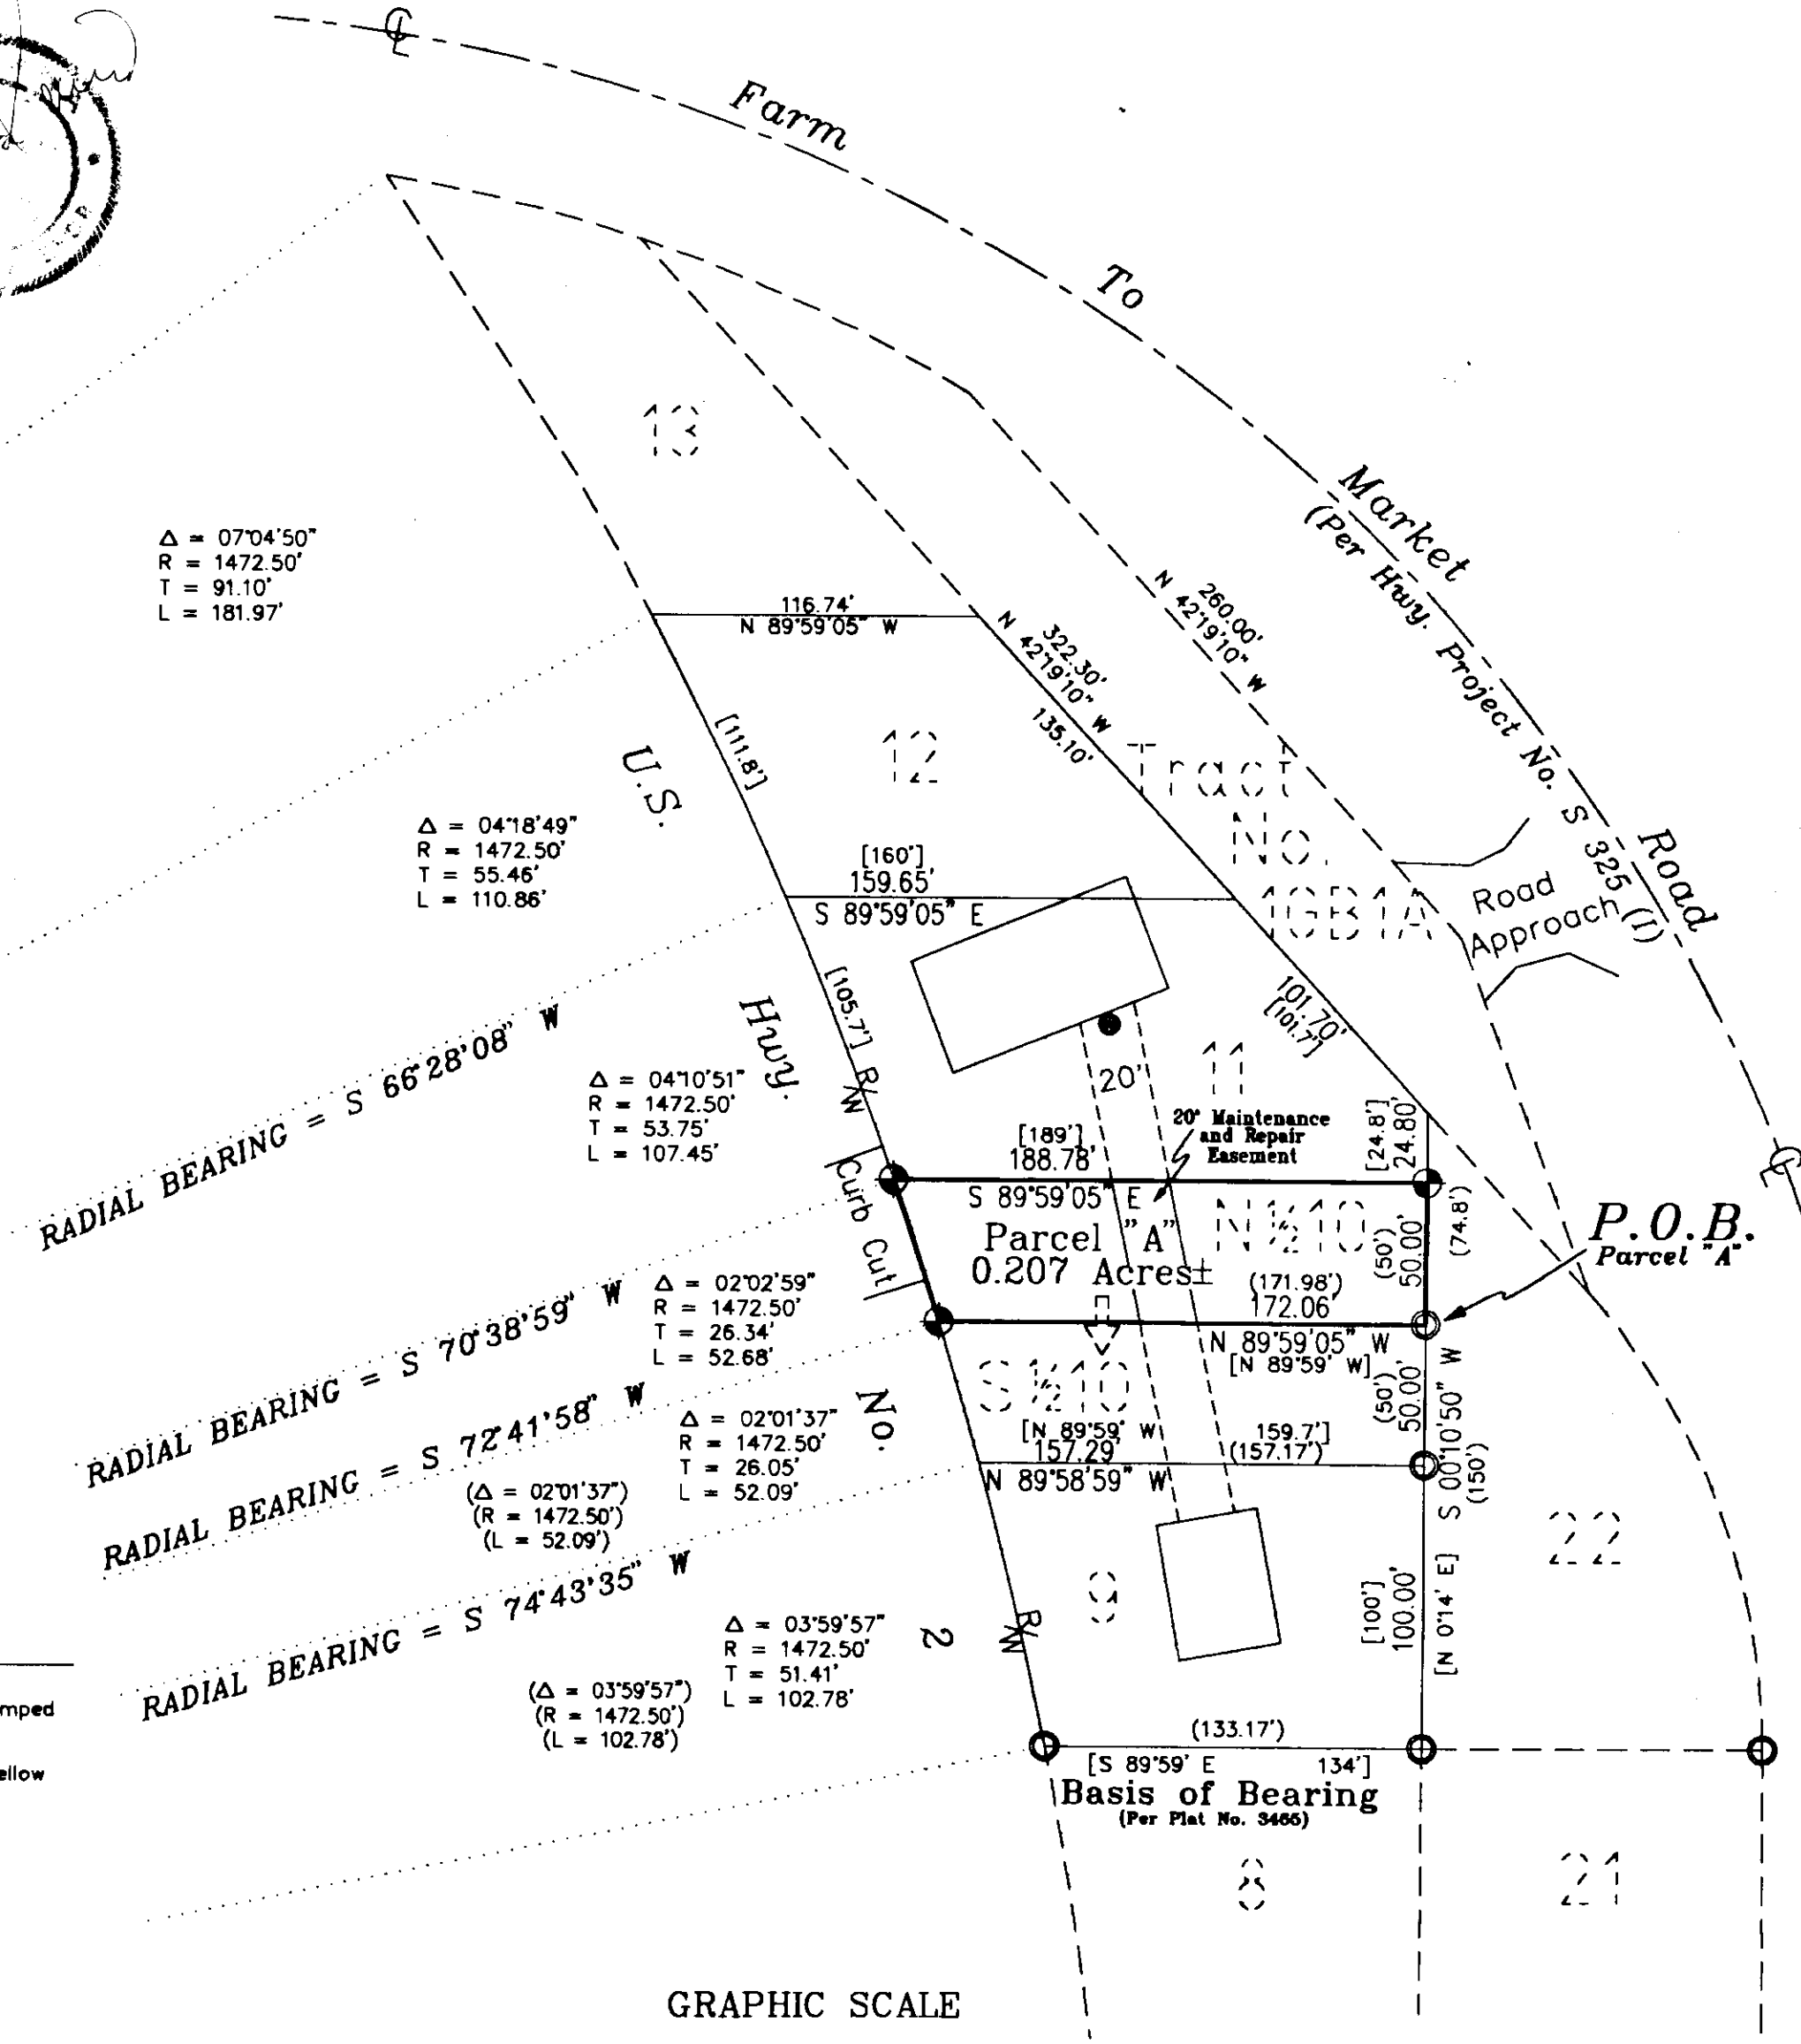 Farm
To
Market
Road
(Per Hwy. Project No. S 325 (I)
13
Δ = 07°04'50"
R = 1472.50'
T = 91.10'
L = 181.97'
116.74'
N 89°59'05" W
260.00'
N 42°19'10" W
322.30'
N 42°19'10" W
135.10'
[111.8']
12
U.S.
Hwy.
No.
2
Tract
No.
1GB1A
Road
Approach
Δ = 04°18'49"
R = 1472.50'
T = 55.46'
L = 110.86'
[160']
159.65'
S 89°59'05" E
[105.7']
R/W
101.70'
[101.7']
11
RADIAL BEARING = S 66°28'08" W
Δ = 04°10'51"
R = 1472.50'
T = 53.75'
L = 107.45'
20'
20' Maintenance
and Repair
Easement
[24.8']
24.80'
[189']
188.78'
S 89°59'05" E
Curb Cut
Parcel "A"
0.207 Acres±
N½10
(50')
50.00'
(74.8')
P.O.B.
Parcel "A"
RADIAL BEARING = S 70°38'59" W
Δ = 02°02'59"
R = 1472.50'
T = 26.34'
L = 52.68'
(171.98')
172.06'
N 89°59'05" W
[N 89°59' W]
S½10
(50')
50.00'
S 00°10'50" W
(150')
RADIAL BEARING = S 72°41'58" W
Δ = 02°01'37"
R = 1472.50'
T = 26.05'
L = 52.09'
(Δ = 02°01'37")
(R = 1472.50')
(L = 52.09')
[N 89°59' W 159.7']
157.29' (157.17')
N 89°58'59" W
RADIAL BEARING = S 74°43'35" W
9
22
[100']
100.00'
[N 0°14' E]
R/W
Δ = 03°59'57"
R = 1472.50'
T = 51.41'
L = 102.78'
(Δ = 03°59'57")
(R = 1472.50')
(L = 102.78')
mped
ellow
(133.17')
[S 89°59' E 134']
Basis of Bearing
(Per Plat No. 3466)
8
21
GRAPHIC SCALE